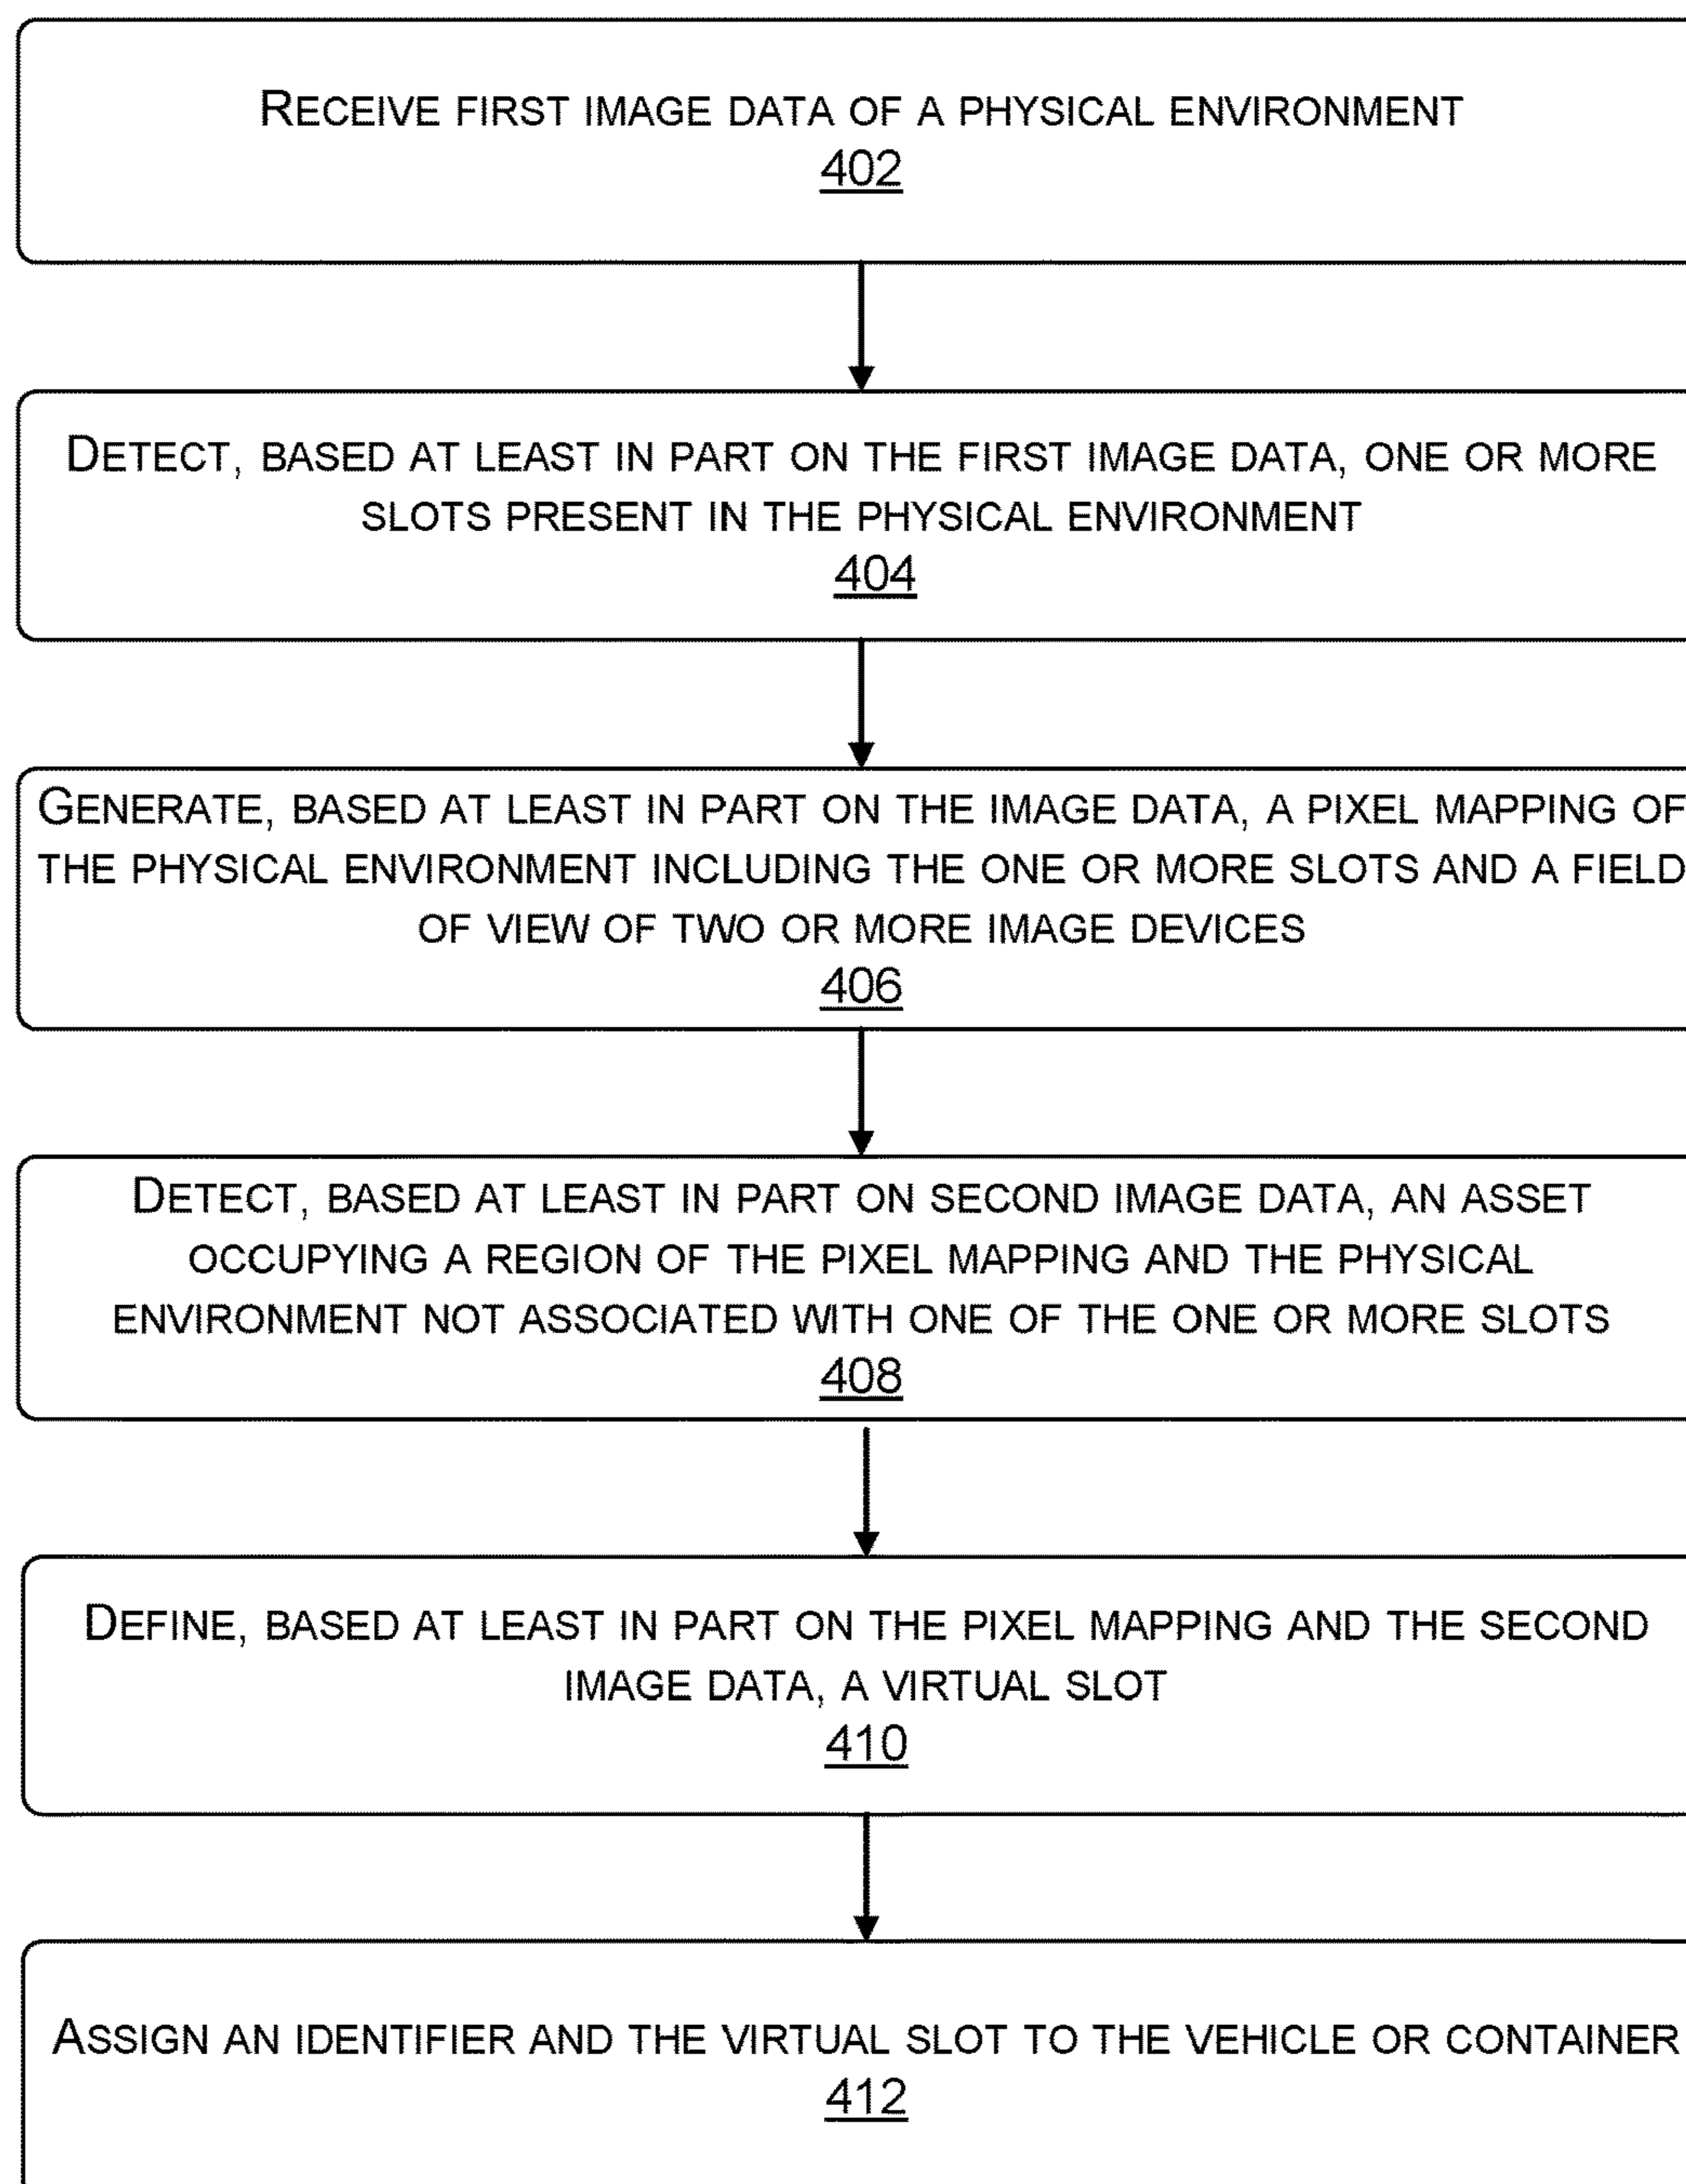 RECEIVE FIRST IMAGE DATA OF A PHYSICAL ENVIRONMENT
402
DETECT, BASED AT LEAST IN PART ON THE FIRST IMAGE DATA, ONE OR MORE
SLOTS PRESENT IN THE PHYSICAL ENVIRONMENT
404
GENERATE, BASED AT LEAST IN PART ON THE IMAGE DATA, A PIXEL MAPPING OF
THE PHYSICAL ENVIRONMENT INCLUDING THE ONE OR MORE SLOTS AND A FIELD
OF VIEW OF TWO OR MORE IMAGE DEVICES
406
DETECT, BASED AT LEAST IN PART ON SECOND IMAGE DATA, AN ASSET
OCCUPYING A REGION OF THE PIXEL MAPPING AND THE PHYSICAL
ENVIRONMENT NOT ASSOCIATED WITH ONE OF THE ONE OR MORE SLOTS
408
DEFINE, BASED AT LEAST IN PART ON THE PIXEL MAPPING AND THE SECOND
IMAGE DATA, A VIRTUAL SLOT
410
ASSIGN AN IDENTIFIER AND THE VIRTUAL SLOT TO THE VEHICLE OR CONTAINER
412